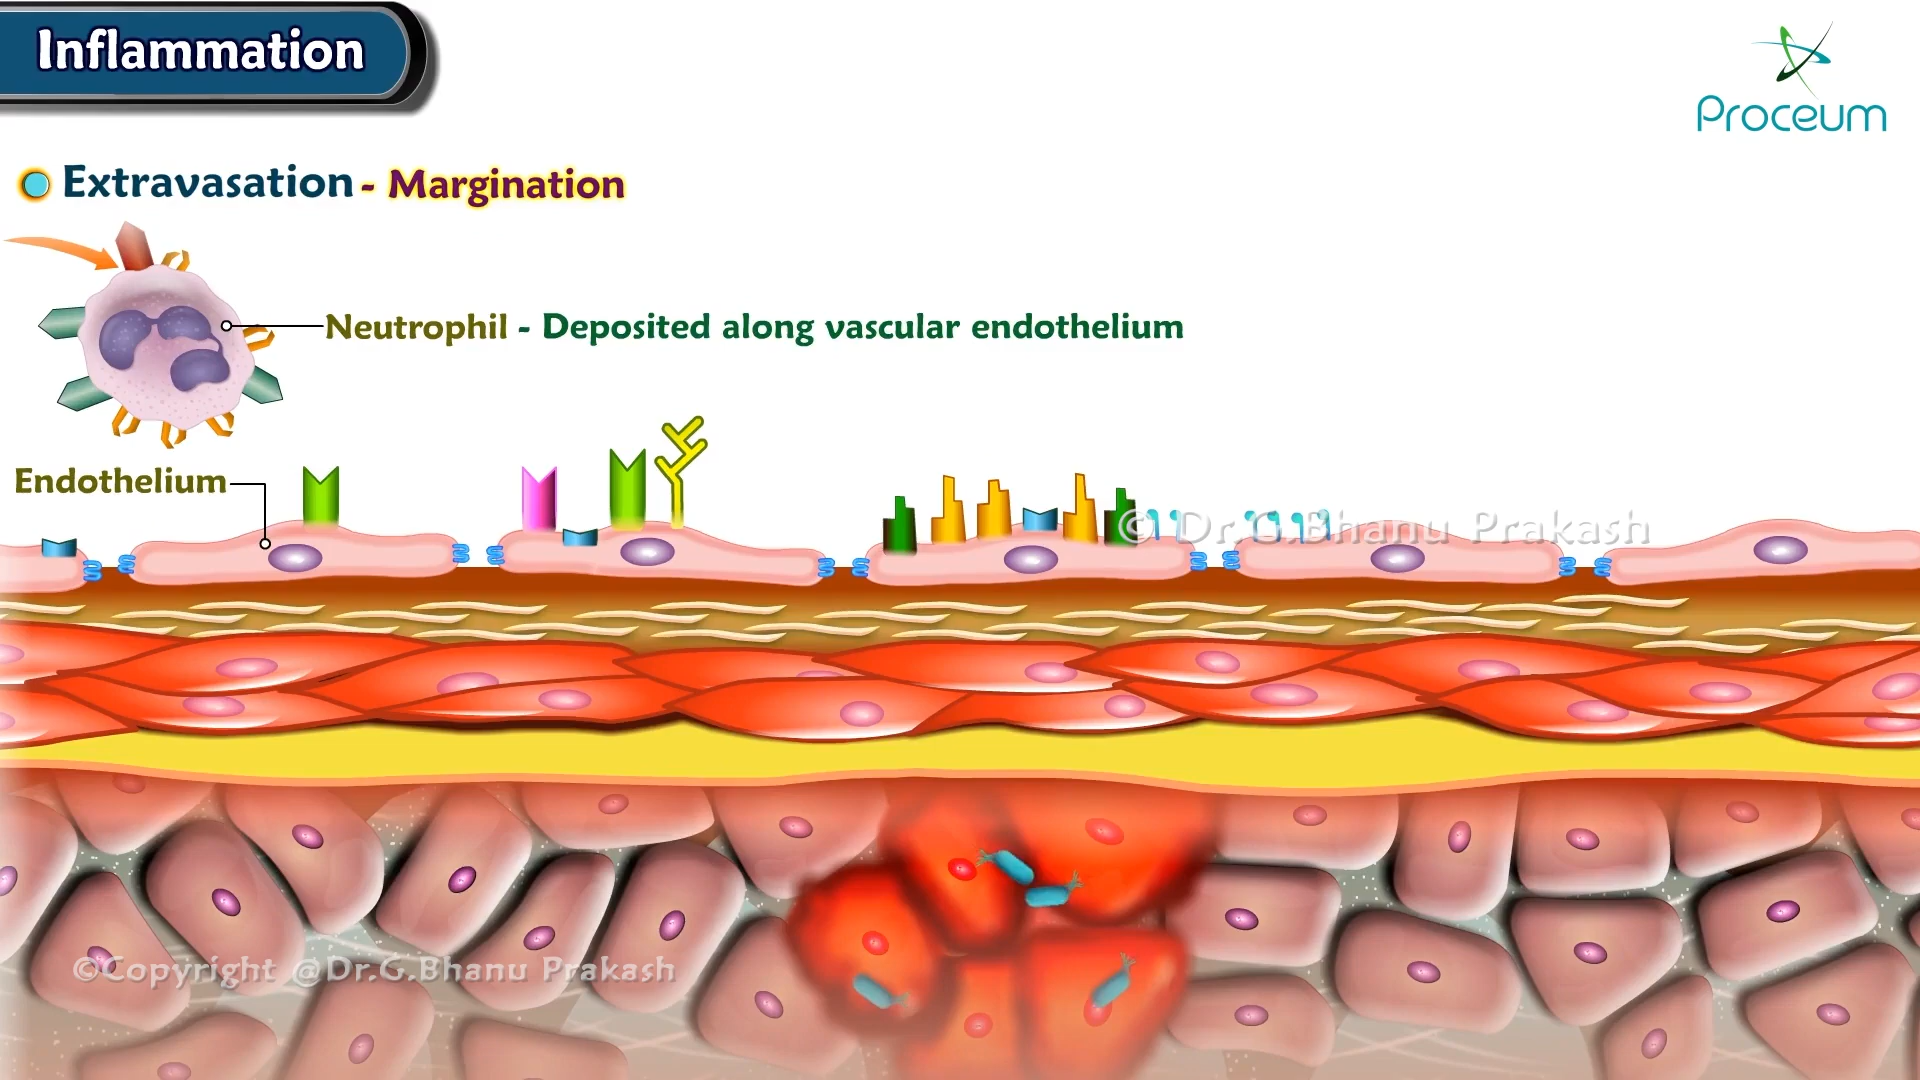 Inflammation
Proceum
Extravasation - Margination
Neutrophil - Deposited along vascular endothelium
Endothelium
© Dr.G.Bhanu Prakash
©Copyright @Dr.G.Bhanu Prakash